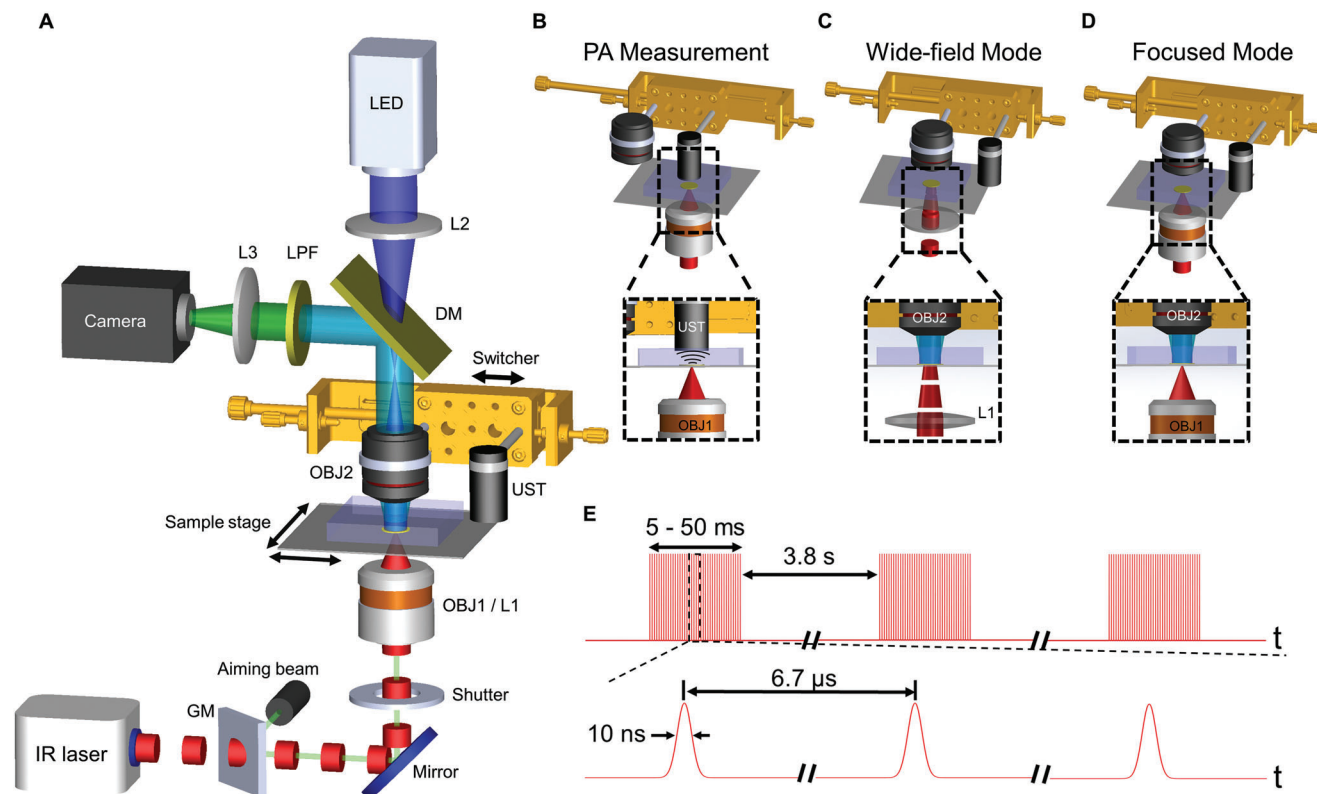 A
LED
L2
L3
LPF
DM
Camera
Switcher
OBJ2
UST
Sample stage
OBJ1 / L1
Aiming beam
Shutter
GM
IR laser
Mirror
B
PA Measurement
UST
OBJ1
C
Wide-field Mode
OBJ2
L1
D
Focused Mode
OBJ2
OBJ1
E
5 - 50 ms
3.8 s
t
6.7 µs
10 ns
t